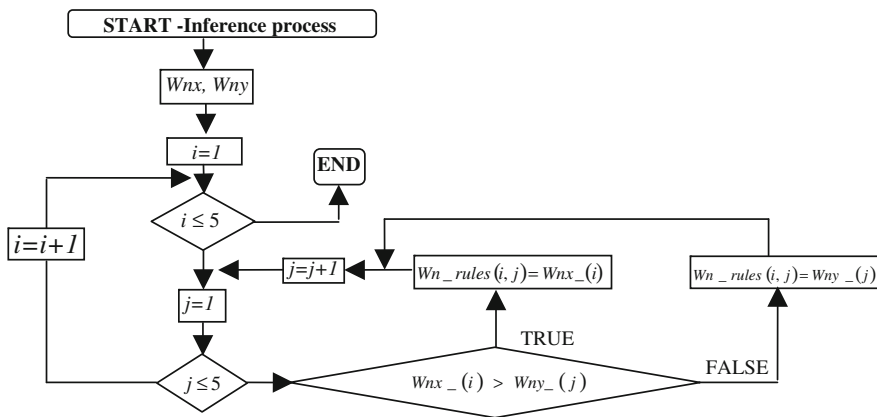 START -Inference process
Wnx, Wny
i=1
END
i ≤ 5
i=i+1
j=j+1
Wn_rules(i, j)=Wnx_(i)
Wn_rules(i, j)=Wny_(j)
j=1
TRUE
FALSE
j ≤ 5
Wnx_(i) > Wny_(j)